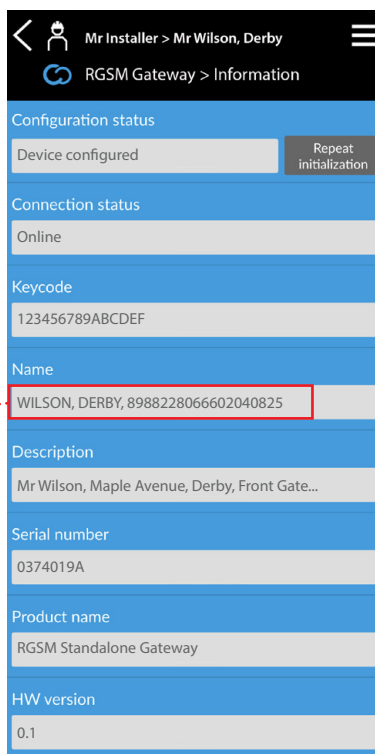 Mr Installer > Mr Wilson, Derby
RGSM Gateway > Information
Configuration status
Device configured
Repeat
initialization
Connection status
Online
Keycode
123456789ABCDEF
Name
WILSON, DERBY, 8988228066602040825
Description
Mr Wilson, Maple Avenue, Derby, Front Gate...
Serial number
0374019A
Product name
RGSM Standalone Gateway
HW version
0.1